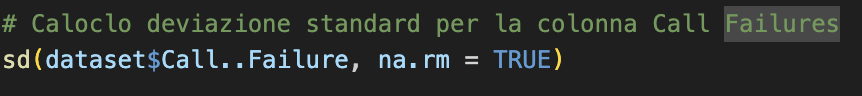 # Caloclo deviazione standard per la colonna Call Failures
sd(dataset$Call..Failure, na.rm = TRUE)